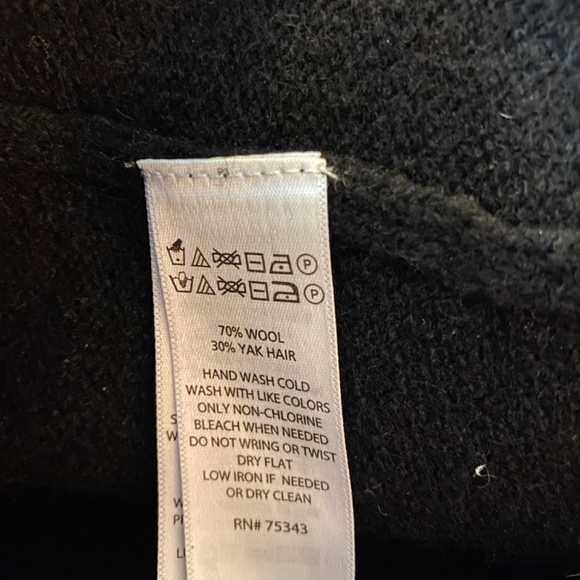 P
P
70% WOOL
30% YAK HAIR
HAND WASH COLD
WASH WITH LIKE COLORS
ONLY NON-CHLORINE
BLEACH WHEN NEEDED
DO NOT WRING OR TWIST
DRY FLAT
LOW IRON IF NEEDED
OR DRY CLEAN
RN# 75343